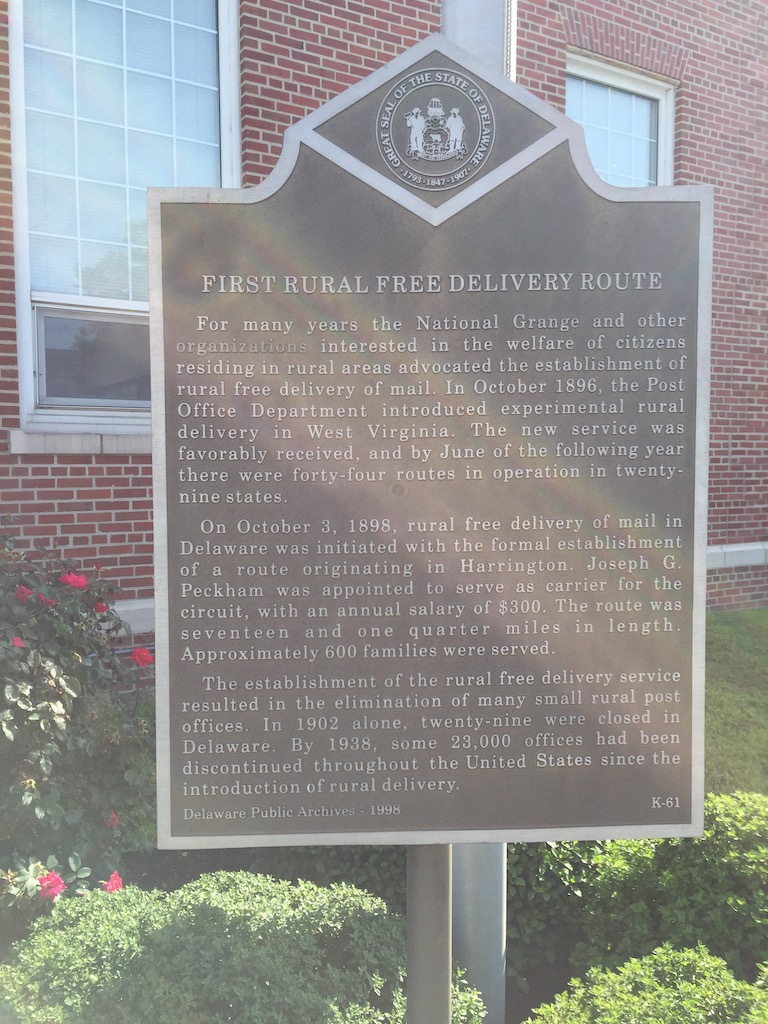 GREAT SEAL OF THE STATE OF DELAWARE
·1793·1847·1907·
FIRST RURAL FREE DELIVERY ROUTE
For many years the National Grange and other
organizations interested in the welfare of citizens
residing in rural areas advocated the establishment of
rural free delivery of mail. In October 1896, the Post
Office Department introduced experimental rural
delivery in West Virginia. The new service was
favorably received, and by June of the following year
there were forty-four routes in operation in twenty-
nine states.
On October 3, 1898, rural free delivery of mail in
Delaware was initiated with the formal establishment
of a route originating in Harrington. Joseph G.
Peckham was appointed to serve as carrier for the
circuit, with an annual salary of $300. The route was
seventeen and one quarter miles in length.
Approximately 600 families were served.
The establishment of the rural free delivery service
resulted in the elimination of many small rural post
offices. In 1902 alone, twenty-nine were closed in
Delaware. By 1938, some 23,000 offices had been
discontinued throughout the United States since the
introduction of rural delivery.
Delaware Public Archives - 1998 K-61